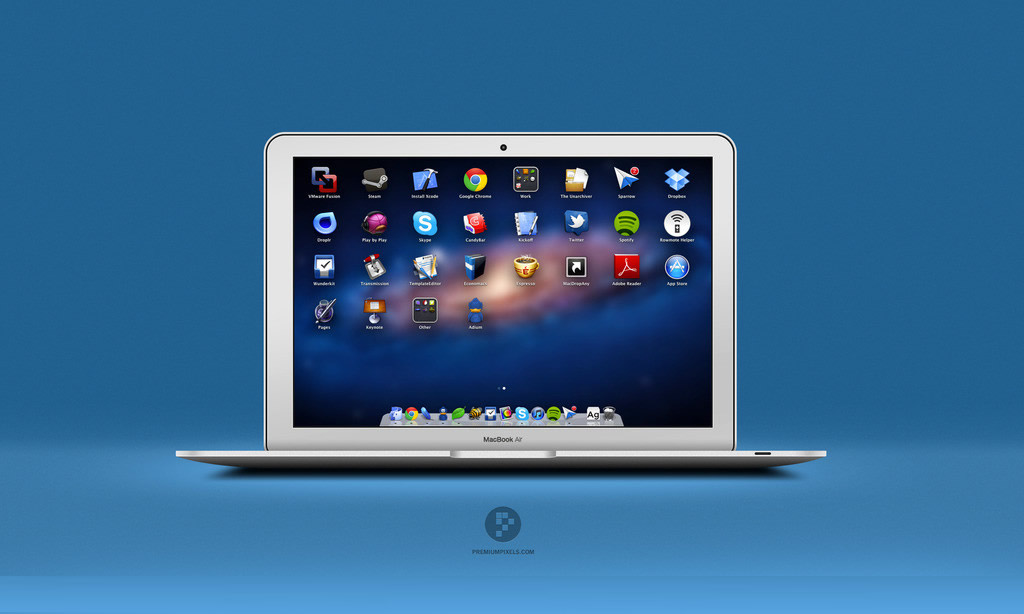 VMware Fusion
Steam
Install Xcode
Google Chrome
Work
The Unarchiver
Sparrow
Dropbox
Droplr
Play by Play
Skype
CandyBar
Kickoff
Twitter
Spotify
Rowmote Helper
Wunderkit
Transmission
TemplateEditor
Economics
Espresso
MacDropAny
Adobe Reader
App Store
Pages
Keynote
Other
Adium
Ag
MacBook Air
PREMIUMPIXELS.COM